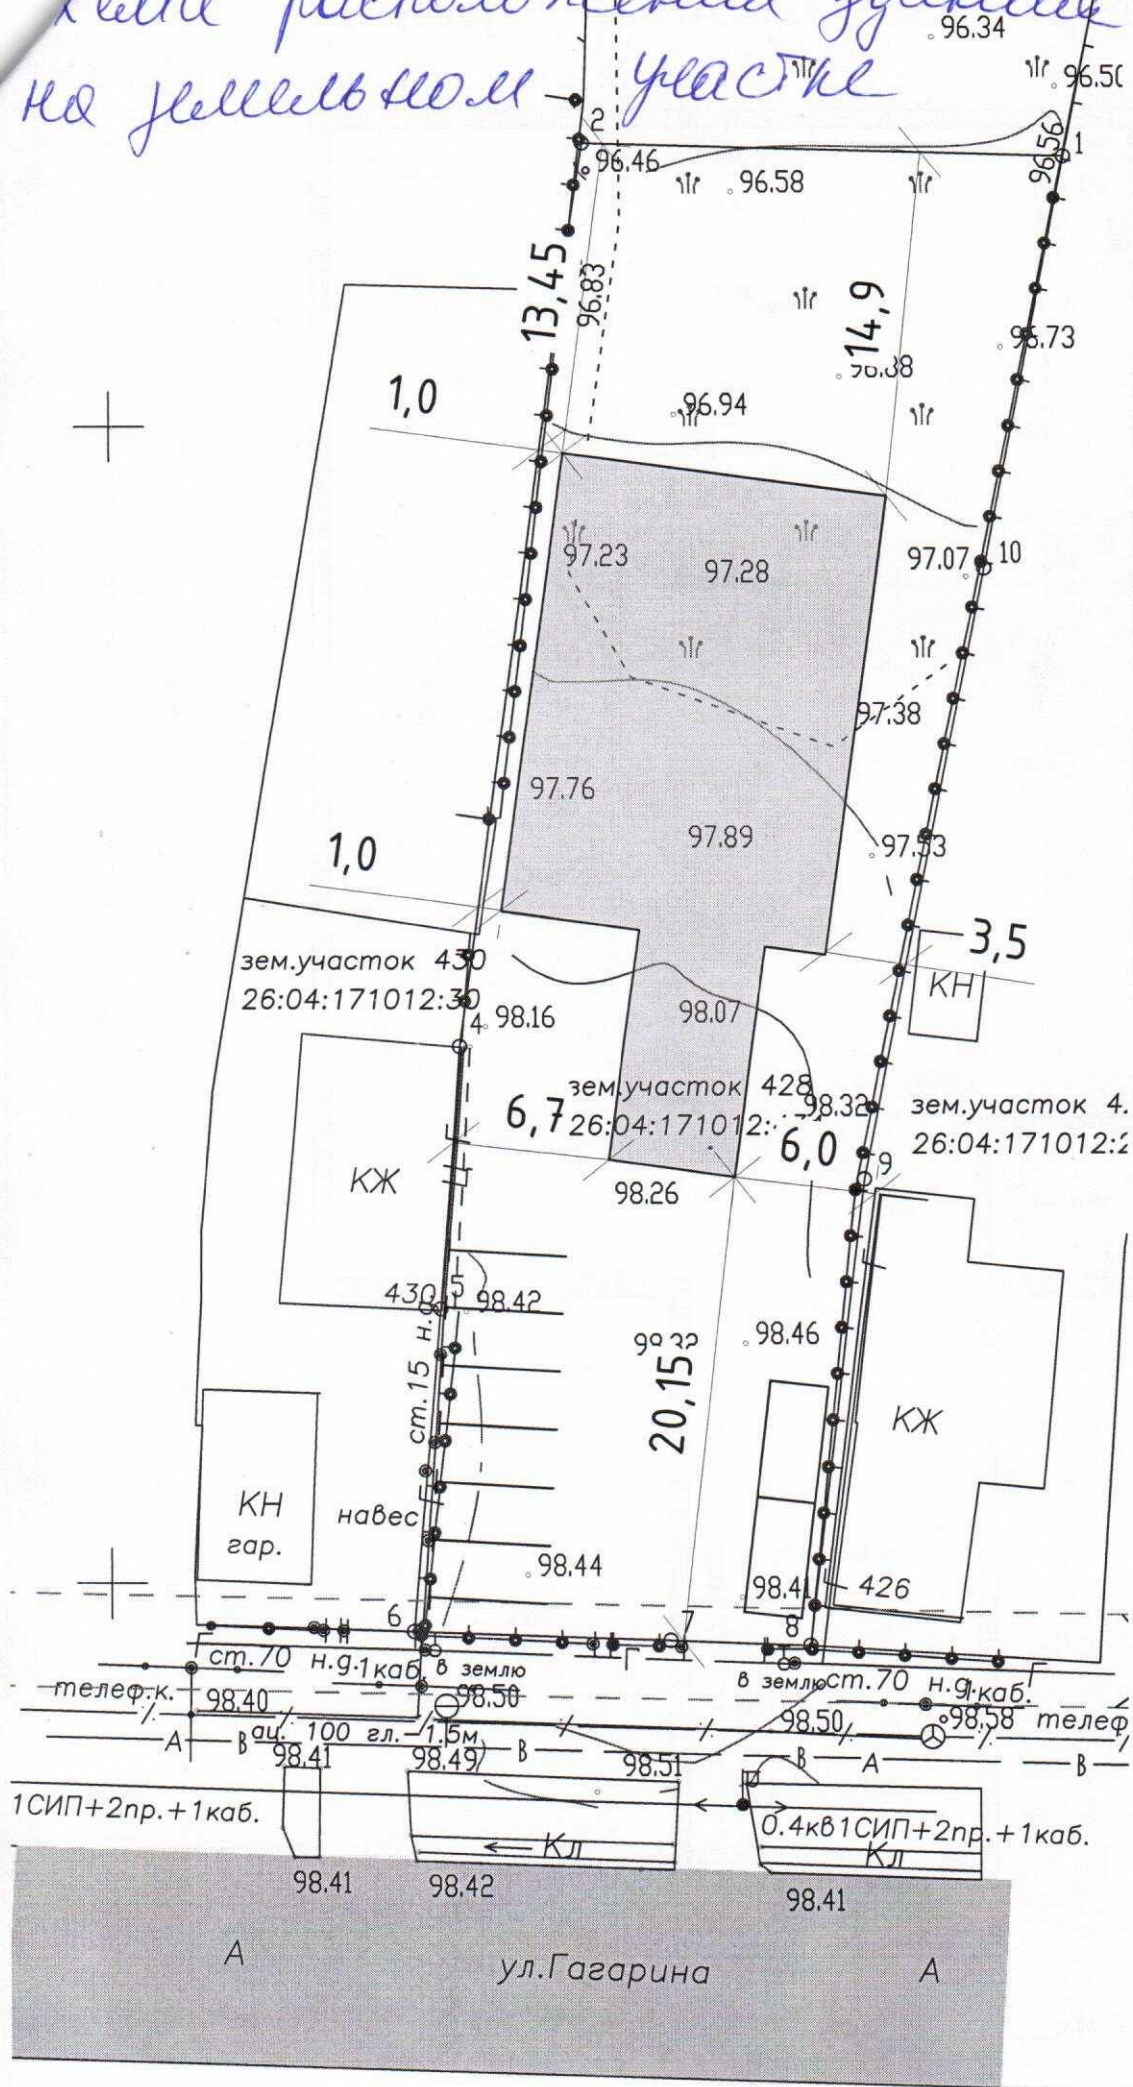 расположения
на земельном участке
96.34
96.50
2
1
96.46
96.56
96.58
13,45
96.83
14,9
96.73
96.88
1,0
96.94
97.23
97.28
97.07
10
97.38
97.76
97.89
97.53
1,0
3,5
зем.участок 430
КН
26:04:171012:30
4
98.16
98.07
зем.участок 428
98.32
зем.участок 4.
6,7
26:04:171012:
6,0
26:04:171012:2
9
КЖ
98.26
430
5
98.42
н.д
98.46
20,15
ст.15
КЖ
КН
гар.
навес
98.44
98.41
426
6
7
8
ст.70 н.д.1каб.
в землю
в землю
ст.70 н.д.
1каб.
телеф.к.
98.40
98.50
98.50
98.58
телеф
А
В
ац. 100 гл. 1.5м
98.41
98.49
В
98.51
В
А
В
1СИП+2пр.+1каб.
0.4кв1СИП+2пр.+1каб.
Кл
Кл
98.41
98.42
98.41
А
ул.Гагарина
А